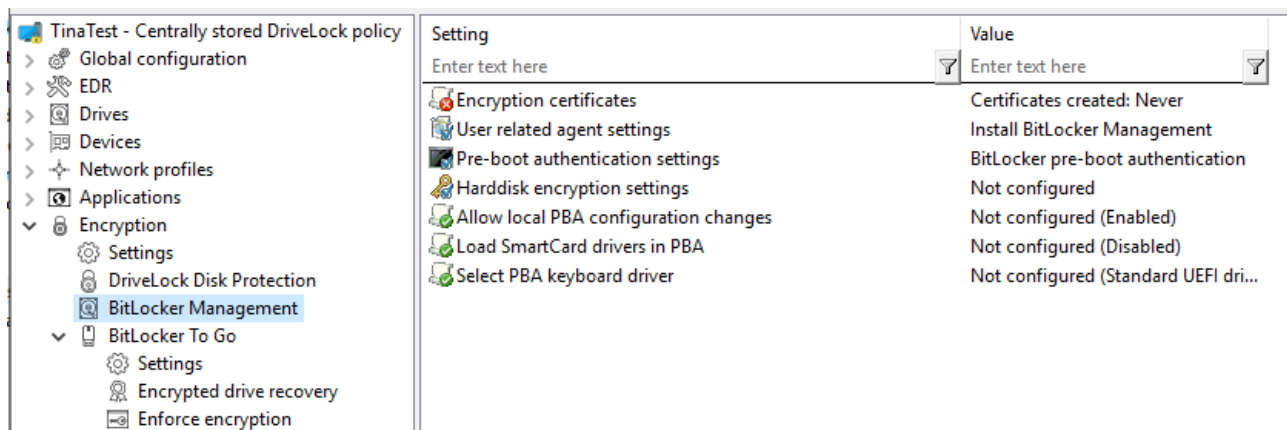 TinaTest - Centrally stored DriveLock policy
Global configuration
EDR
Drives
Devices
Network profiles
Applications
Encryption
Settings
DriveLock Disk Protection
BitLocker Management
BitLocker To Go
Settings
Encrypted drive recovery
Enforce encryption
Setting Value
Enter text here Enter text here
Encryption certificates Certificates created: Never
User related agent settings Install BitLocker Management
Pre-boot authentication settings BitLocker pre-boot authentication
Harddisk encryption settings Not configured
Allow local PBA configuration changes Not configured (Enabled)
Load SmartCard drivers in PBA Not configured (Disabled)
Select PBA keyboard driver Not configured (Standard UEFI dri...